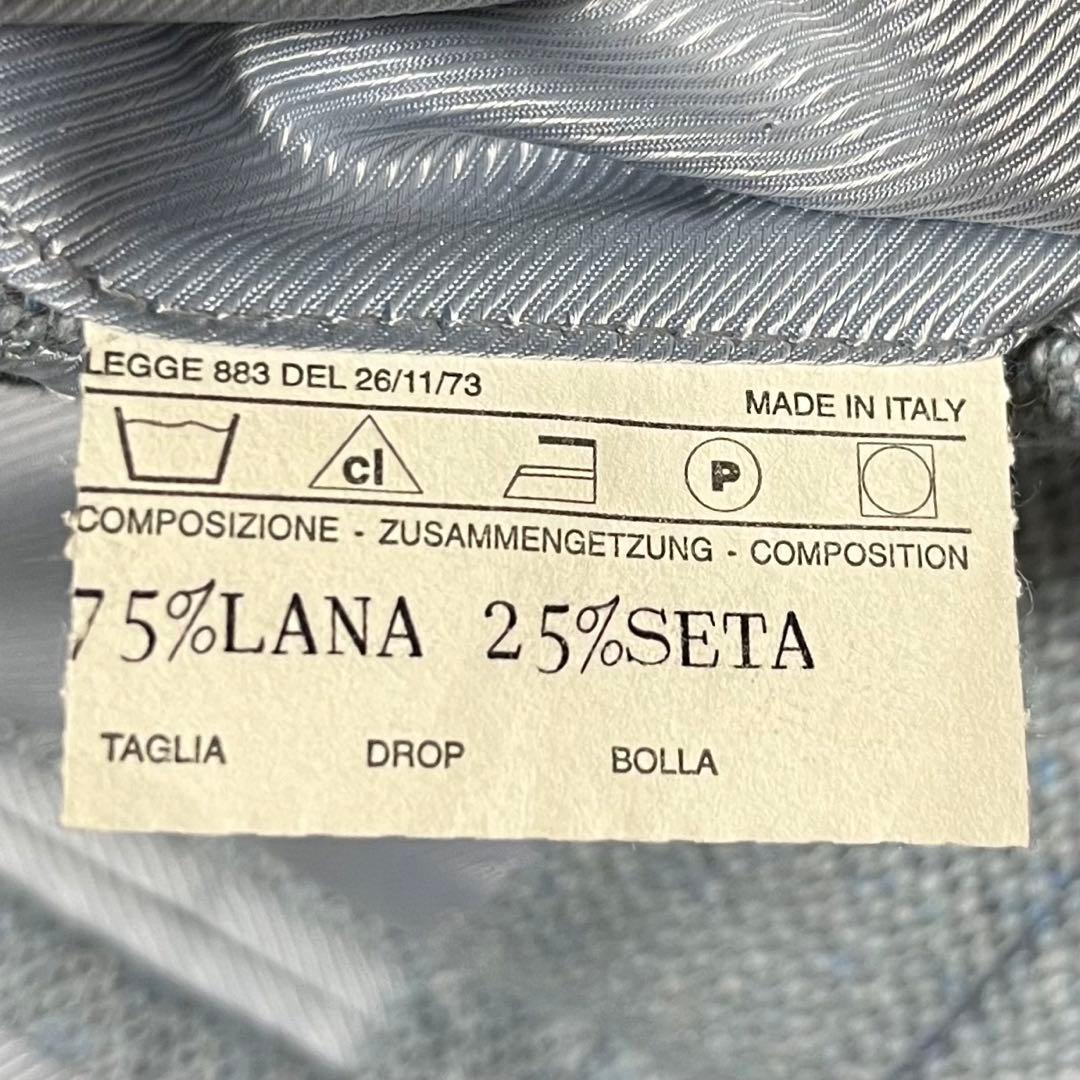 LEGGE 883 DEL 26/11/73 MADE IN ITALY
cl P
COMPOSIZIONE - ZUSAMMENGETZUNG - COMPOSITION
75%LANA 25%SETA
TAGLIA DROP BOLLA